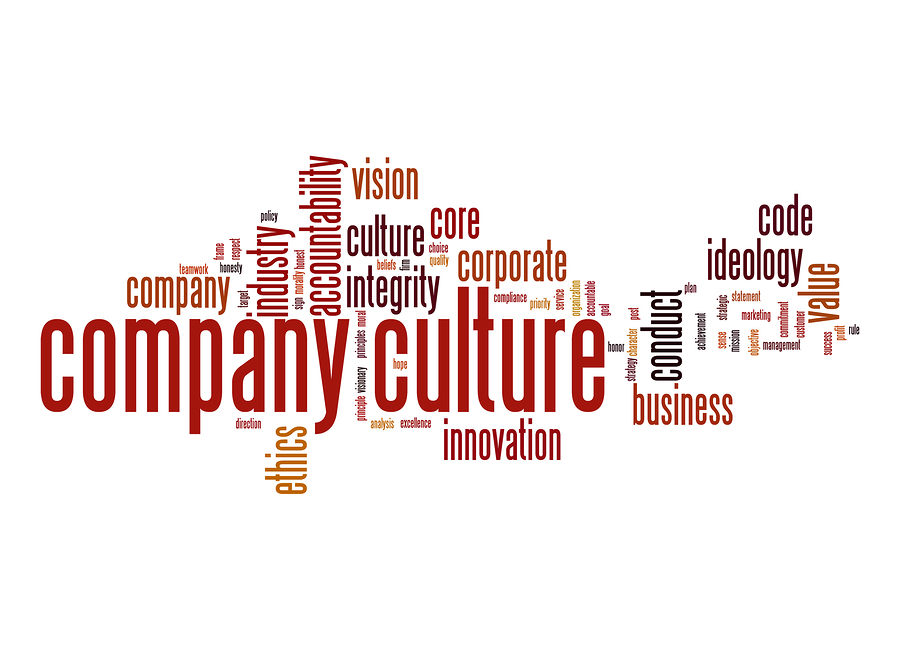 vision
accountability
code
core
policy
culture
industry
ideology
frame
respect
choice
corporate
honest
beliefs
firm
quality
teamwork
honesty
value
company
target
sign
morally
integrity
compliance
priority
service
organization
accountable
goal
plan
conduct
strategic
statement
company culture
principles
moral
post
achievement
marketing
commitment
customer
honor
character
strategy
sense
mission
objective
management
success
profit
rule
hope
visionary
principle
business
direction
analysis
excellence
ethics
innovation